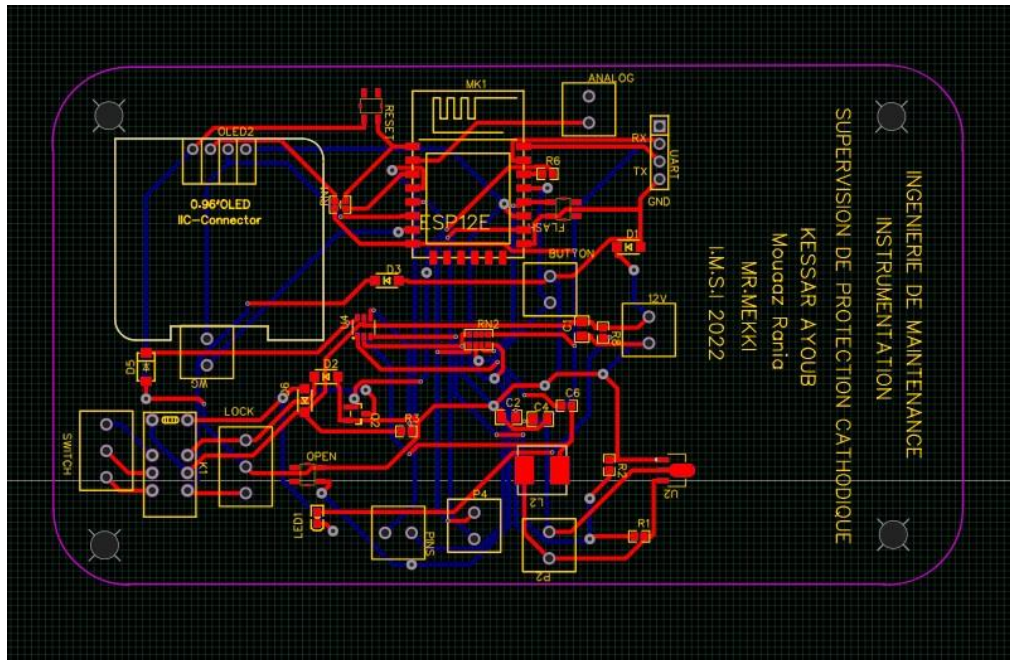 ANALOG
MK1
RESET
OLED2
RX
UART
TX
GND
R6
0.96'OLED
IIC-Connector
ESP12E
FLASH
D1
BUTTON
D3
12V
RN2
C1
R8
D5
WG
D2
C6
C2
C4
R3
LOCK
SWITCH
K1
OPEN
L2
R2
U2
P4
LED1
PINS
R1
P2
INGENIERIE DE MAINTENANCE
INSTRUMENTATION
SUPERVISION DE PROTECTION CATHODIQUE
KESSAR AYOUB
Mouaaz Rania
MR.MEKKI
I.M.S.I 2022